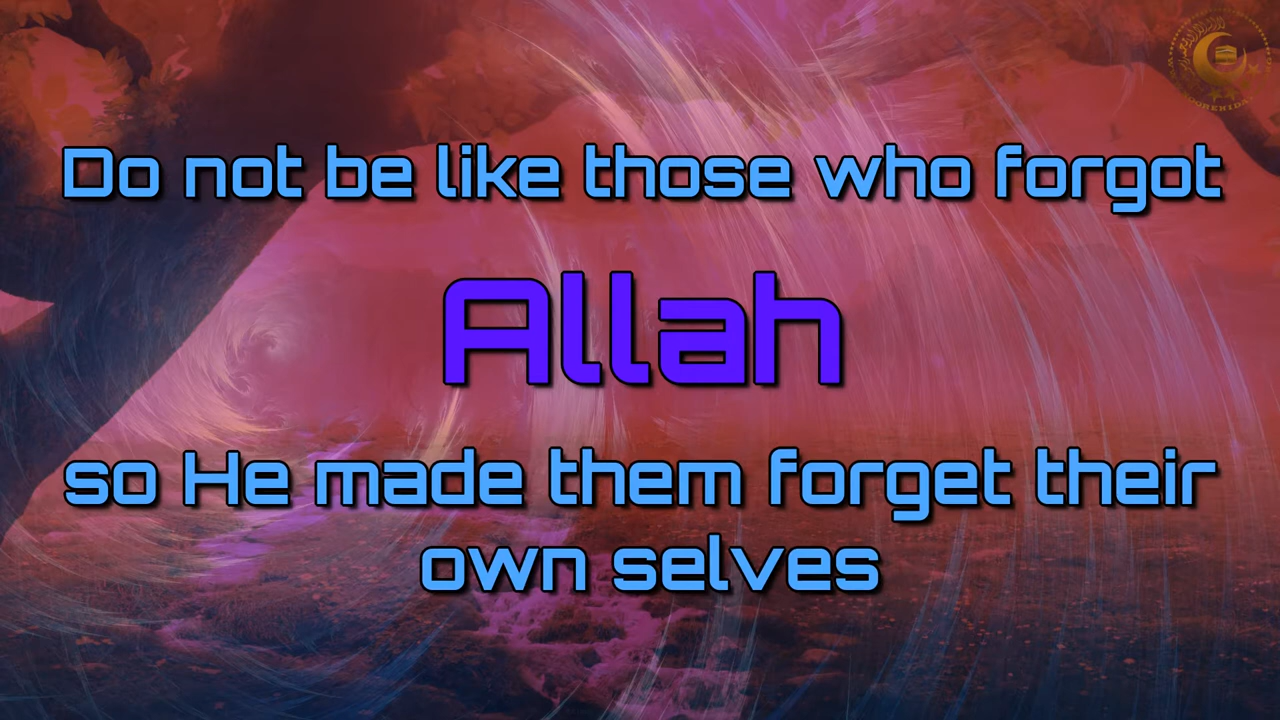 Do not be like those who forgot
Allah
so He made them forget their
own selves